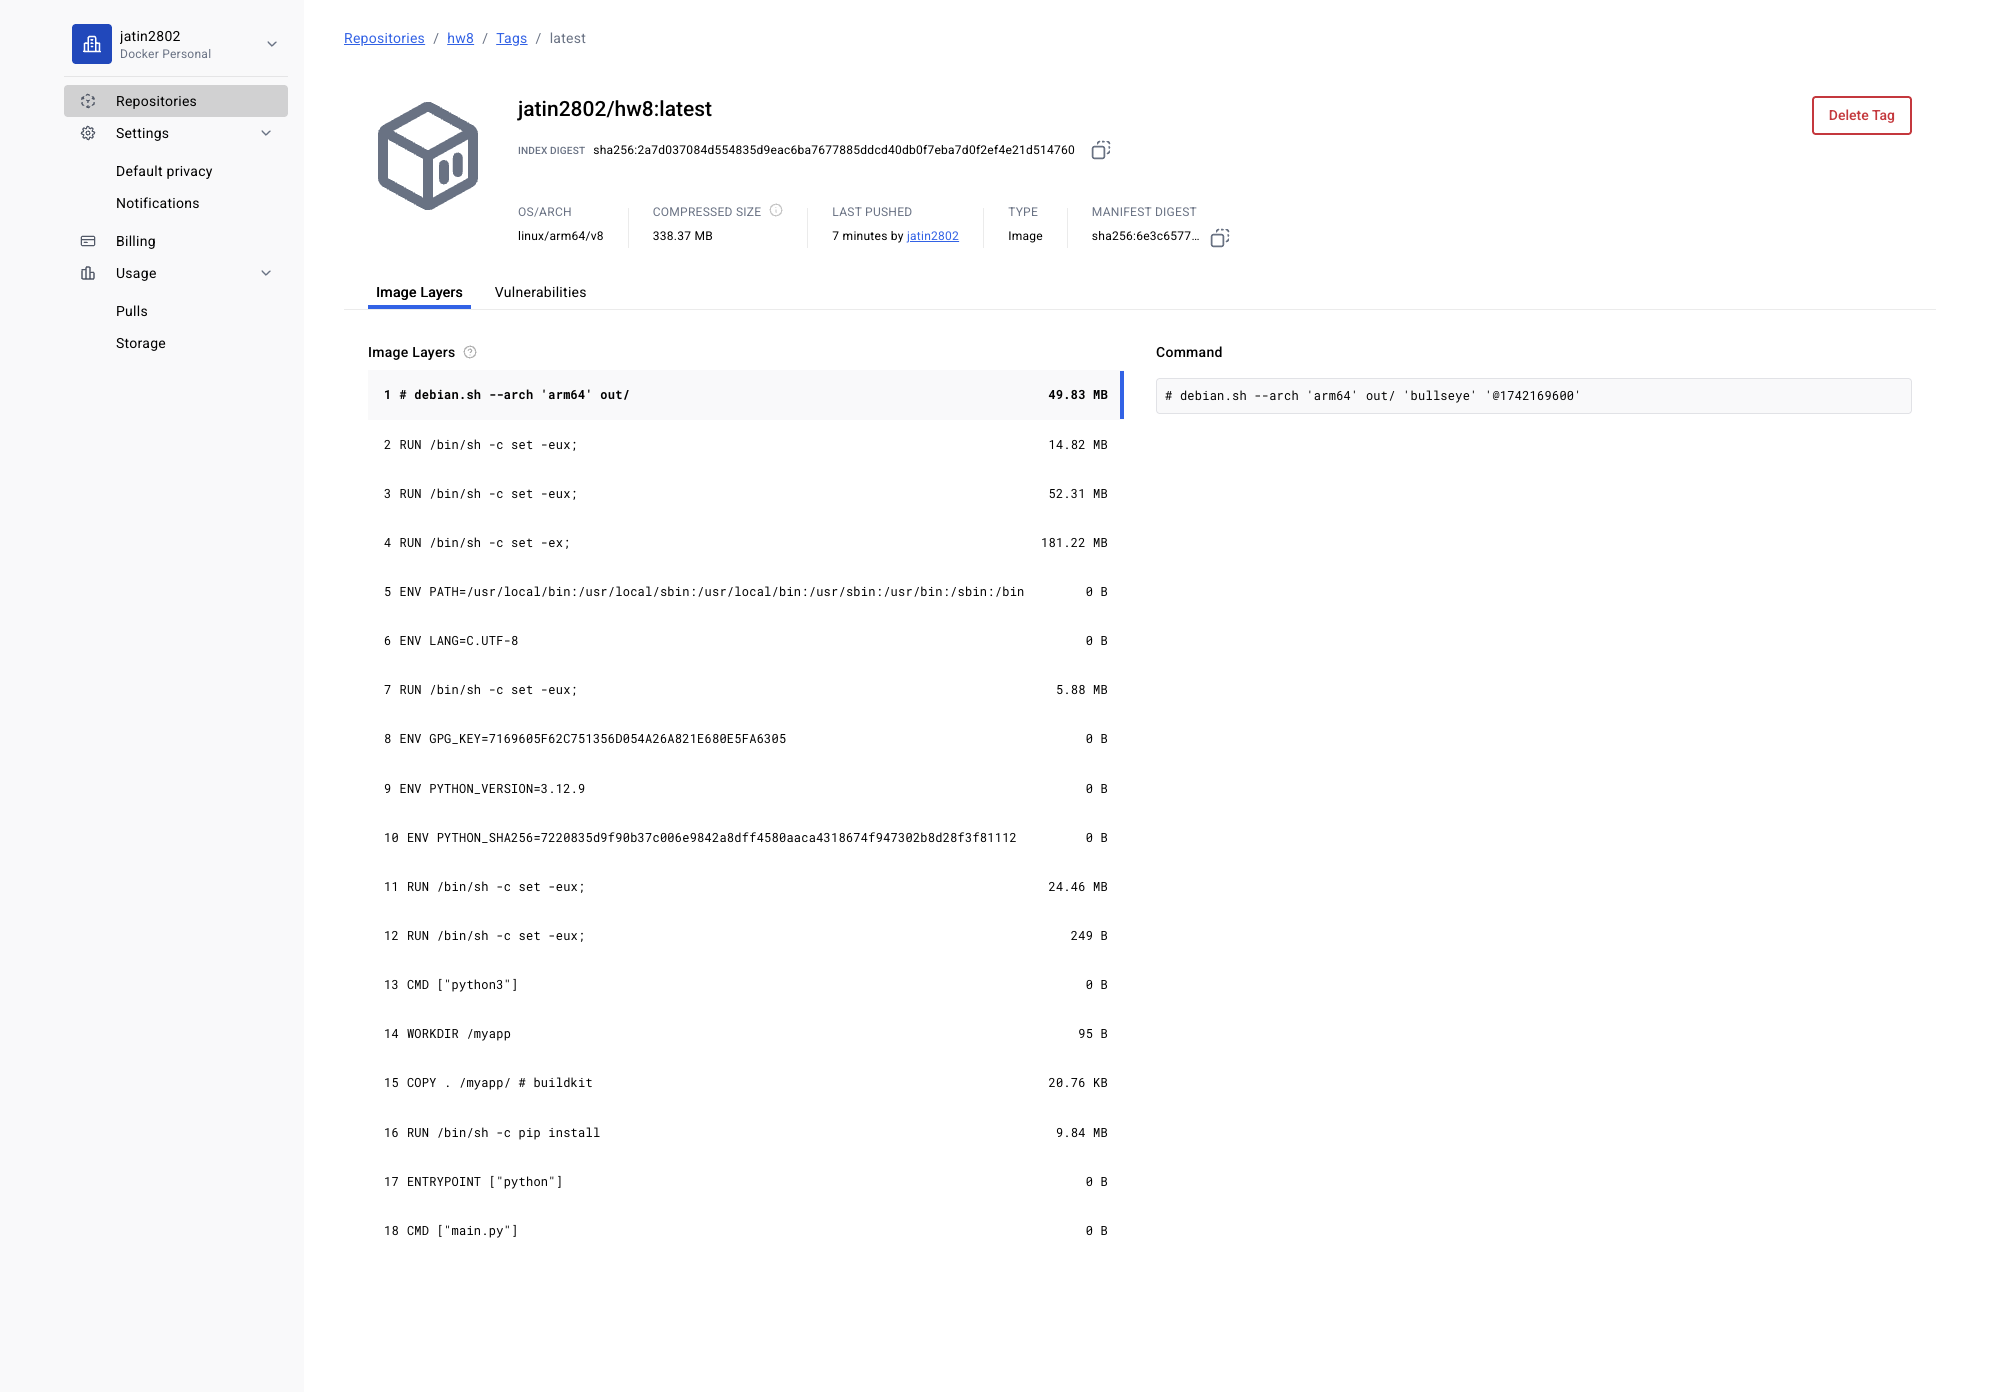 jatin2802
Docker Personal
Repositories
Settings
Default privacy
Notifications
Billing
Usage
Pulls
Storage
Repositories / hw8 / Tags / latest
jatin2802/hw8:latest
Delete Tag
INDEX DIGEST sha256:2a7d037084d554835d9eac6ba7677885ddcd40db0f7eba7d0f2ef4e21d514760
OS/ARCH COMPRESSED SIZE LAST PUSHED TYPE MANIFEST DIGEST
linux/arm64/v8 338.37 MB 7 minutes by jatin2802 Image sha256:6e3c6577…
Image Layers Vulnerabilities
Image Layers
1 # debian.sh --arch 'arm64' out/ 49.83 MB
2 RUN /bin/sh -c set -eux; 14.82 MB
3 RUN /bin/sh -c set -eux; 52.31 MB
4 RUN /bin/sh -c set -ex; 181.22 MB
5 ENV PATH=/usr/local/bin:/usr/local/sbin:/usr/local/bin:/usr/sbin:/usr/bin:/sbin:/bin 0 B
6 ENV LANG=C.UTF-8 0 B
7 RUN /bin/sh -c set -eux; 5.88 MB
8 ENV GPG_KEY=7169605F62C751356D054A26A821E680E5FA6305 0 B
9 ENV PYTHON_VERSION=3.12.9 0 B
10 ENV PYTHON_SHA256=7220835d9f90b37c006e9842a8dff4580aaca4318674f947302b8d28f3f81112 0 B
11 RUN /bin/sh -c set -eux; 24.46 MB
12 RUN /bin/sh -c set -eux; 249 B
13 CMD ["python3"] 0 B
14 WORKDIR /myapp 95 B
15 COPY . /myapp/ # buildkit 20.76 KB
16 RUN /bin/sh -c pip install 9.84 MB
17 ENTRYPOINT ["python"] 0 B
18 CMD ["main.py"] 0 B
Command
# debian.sh --arch 'arm64' out/ 'bullseye' '@1742169600'